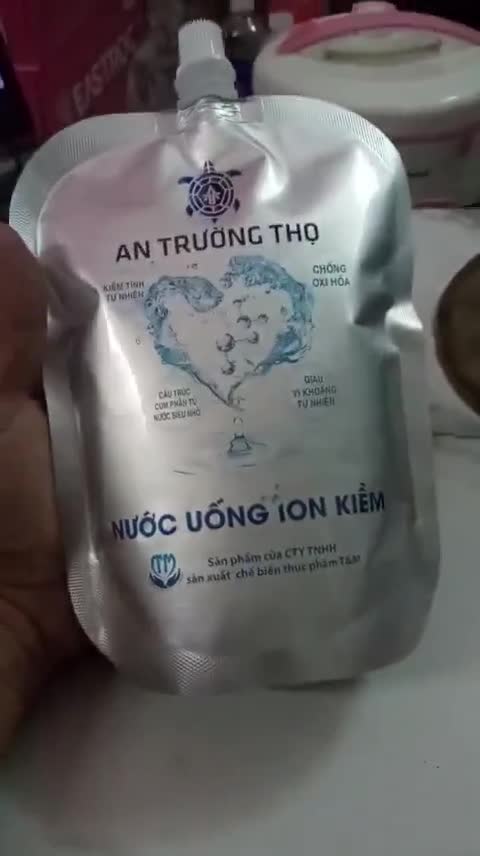 EASTROC
AN TRƯỜNG THỌ
KIỀM TÍNH
TỰ NHIÊN
CHỐNG
OXI HÓA
CẤU TRÚC
CỤM PHÂN TỬ
NƯỚC SIÊU NHỎ
GIÀU
VI KHOÁNG
TỰ NHIÊN
NƯỚC UỐNG ION KIỀM
TM
Sản phẩm của CTY TNHH
sản xuất chế biến thực phẩm T&M